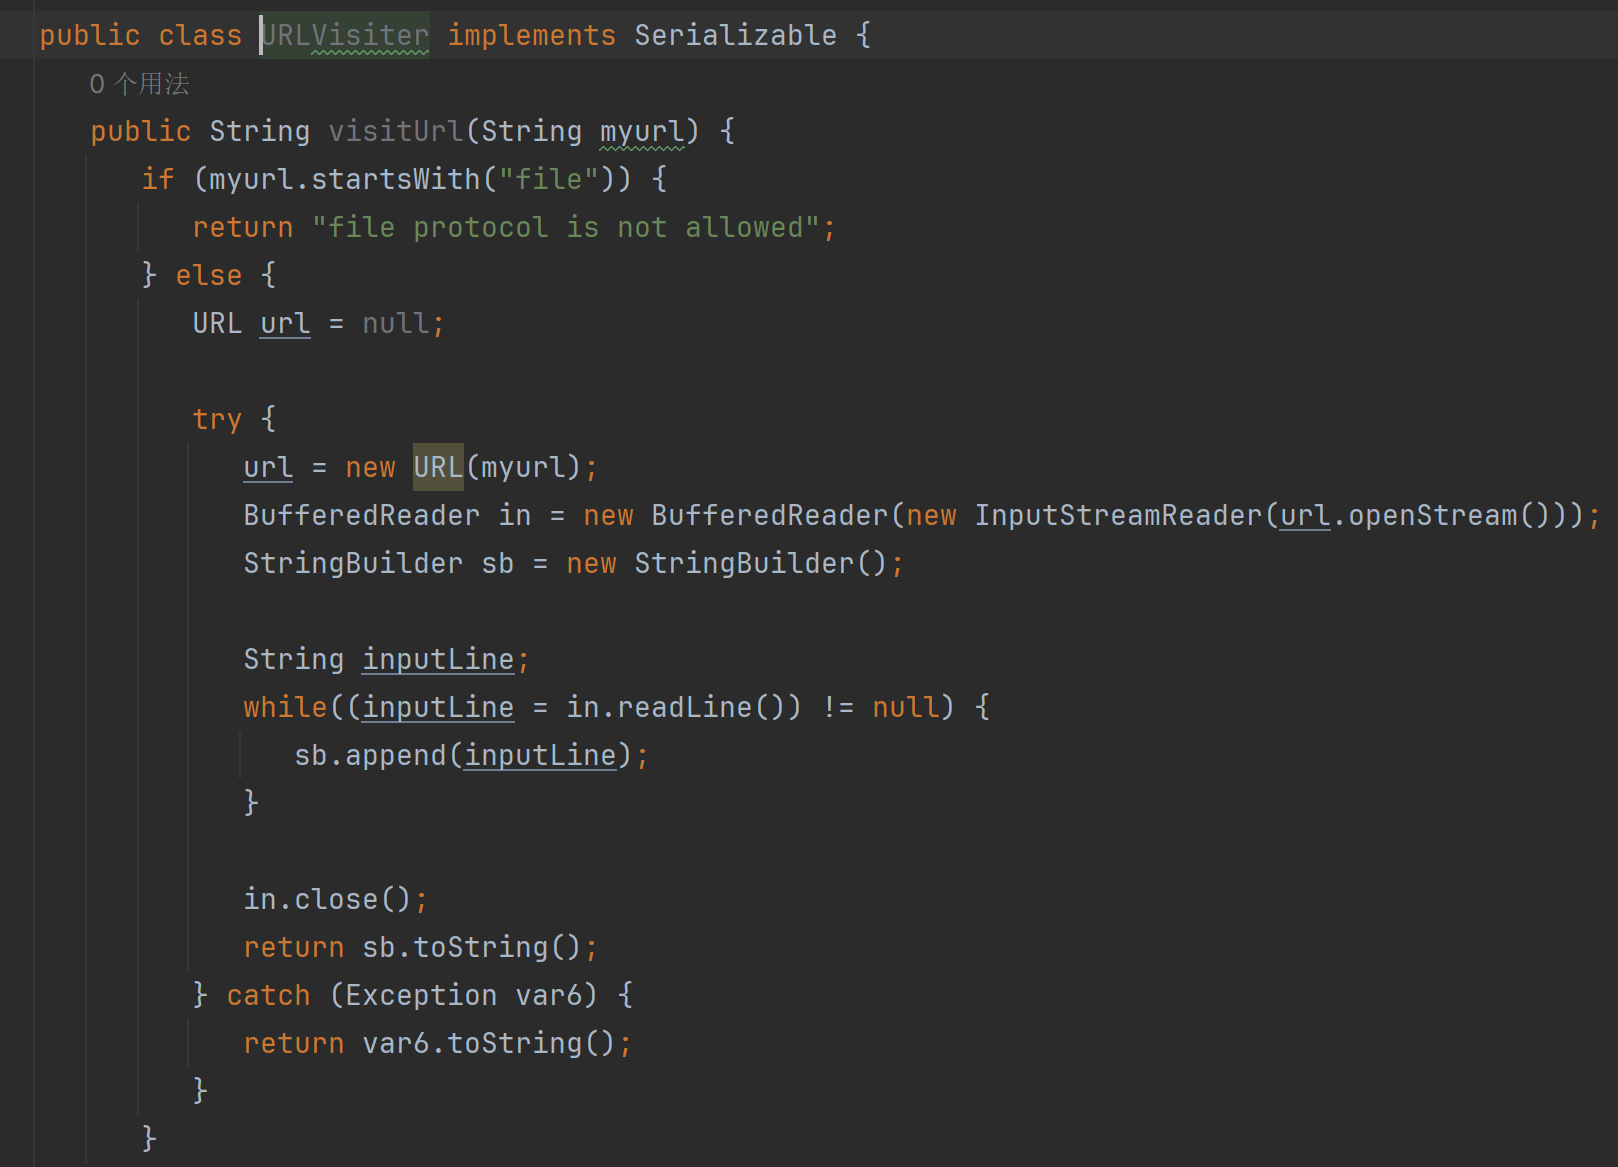 public class URLVisiter implements Serializable {
0 个用法
public String visitUrl(String myurl) {
if (myurl.startsWith("file")) {
return "file protocol is not allowed";
} else {
URL url = null;
try {
url = new URL(myurl);
BufferedReader in = new BufferedReader(new InputStreamReader(url.openStream()));
StringBuilder sb = new StringBuilder();
String inputLine;
while((inputLine = in.readLine()) != null) {
sb.append(inputLine);
}
in.close();
return sb.toString();
} catch (Exception var6) {
return var6.toString();
}
}